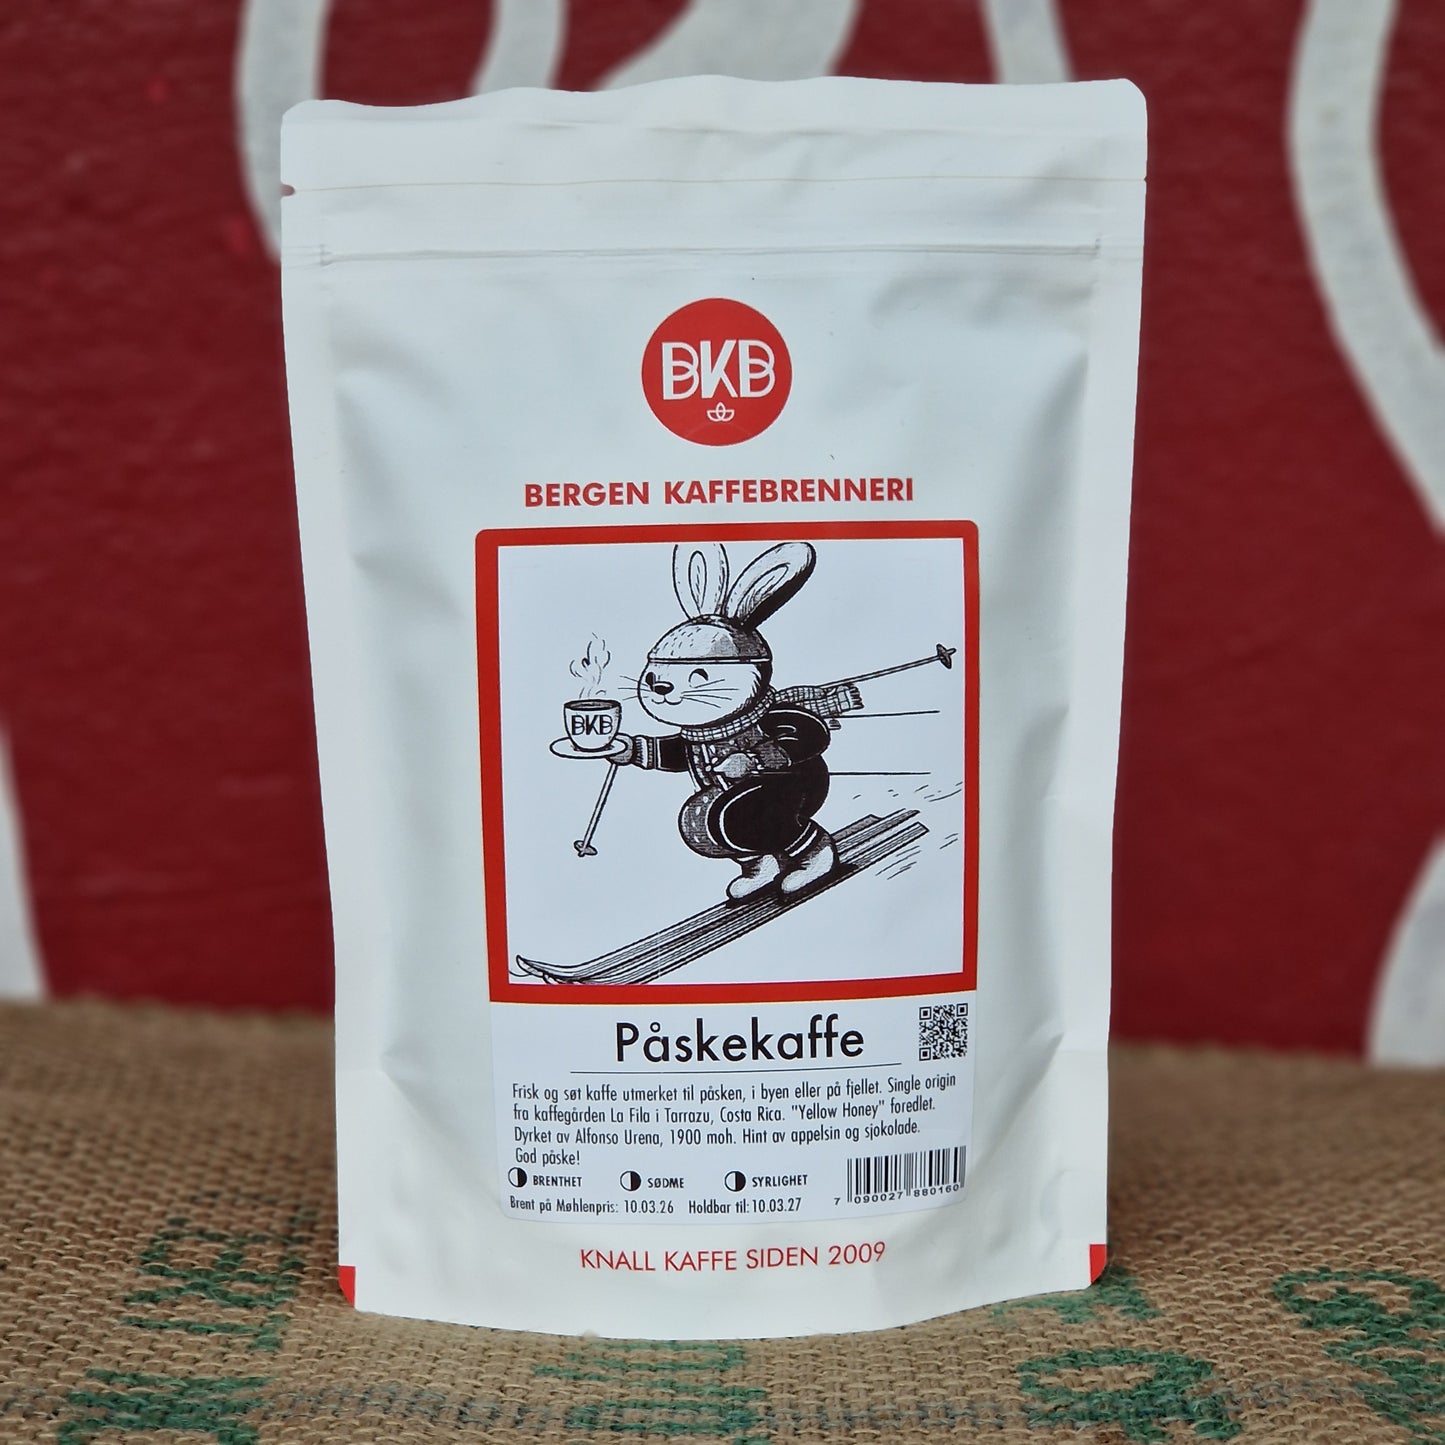 BKB
BERGEN KAFFEBRENNERI
BKB
Påskekaffe
Frisk og søt kaffe utmerket til påsken, i byen eller på fjellet. Single origin
fra kaffegården La Fila i Tarrazu, Costa Rica. "Yellow Honey" foredlet.
Dyrket av Alfonso Urena, 1900 moh. Hint av appelsin og sjokolade.
God påske!
BRENTHET SØDME SYRLIGHET
Brent på Møhlenpris: 10.03.26 Holdbar til: 10.03.27
7 090027 880160
KNALL KAFFE SIDEN 2009